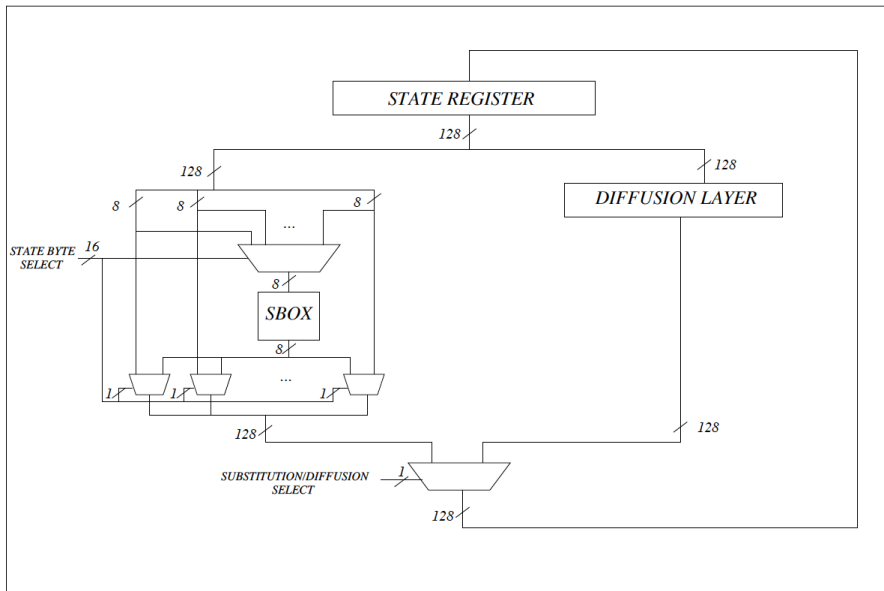 STATE REGISTER
128
128
128
DIFFUSION LAYER
8
8
8
...
STATE BYTE
SELECT
16
8
SBOX
8
1
1
...
1
128
128
SUBSTITUTION/DIFFUSION
SELECT
1
128